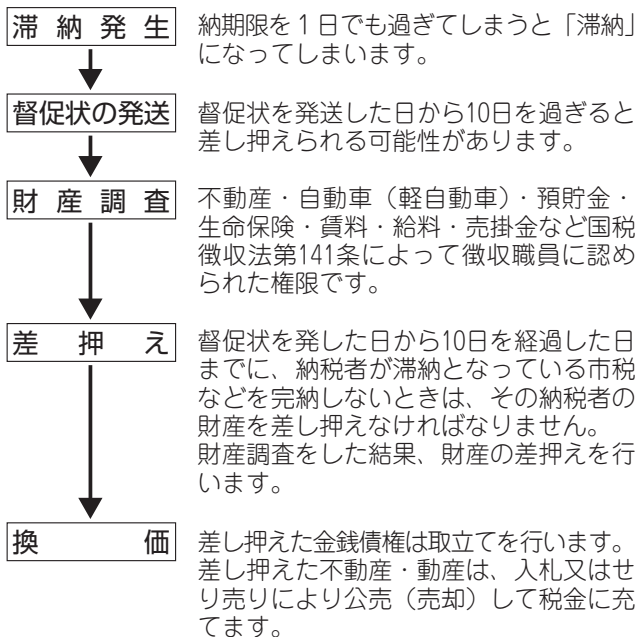 滞納発生
納期限を1日でも過ぎてしまうと「滞納」
になってしまいます。
督促状の発送
督促状を発送した日から10日を過ぎると
差し押えられる可能性があります。
財産調査
不動産・自動車（軽自動車）・預貯金・
生命保険・賃料・給料・売掛金など国税
徴収法第141条によって徴収職員に認め
られた権限です。
差押え
督促状を発した日から10日を経過した日
までに、納税者が滞納となっている市税
などを完納しないときは、その納税者の
財産を差し押えなければなりません。
財産調査をした結果、財産の差押えを行
います。
換価
差し押えた金銭債権は取立てを行います。
差し押えた不動産・動産は、入札又はせ
り売りにより公売（売却）して税金に充
てます。